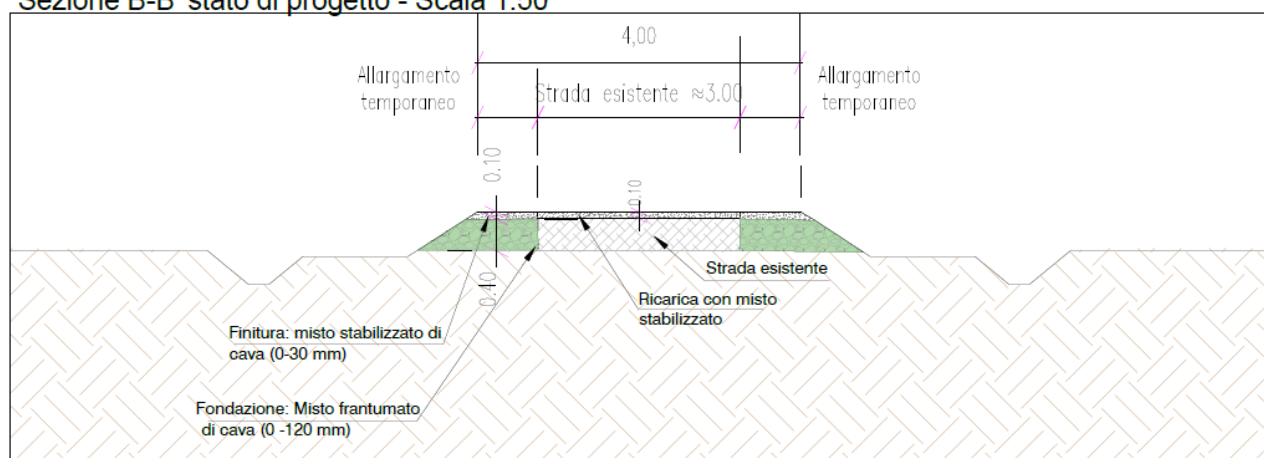 Sezione B-B' stato di progetto - Scala 1:50
4,00
Allargamento
temporaneo
Strada esistente ≈3.00
Allargamento
temporaneo
0.10
0.10
0.40
Strada esistente
Ricarica con misto
stabilizzato
Finitura: misto stabilizzato di
cava (0-30 mm)
Fondazione: Misto frantumato
di cava (0 -120 mm)